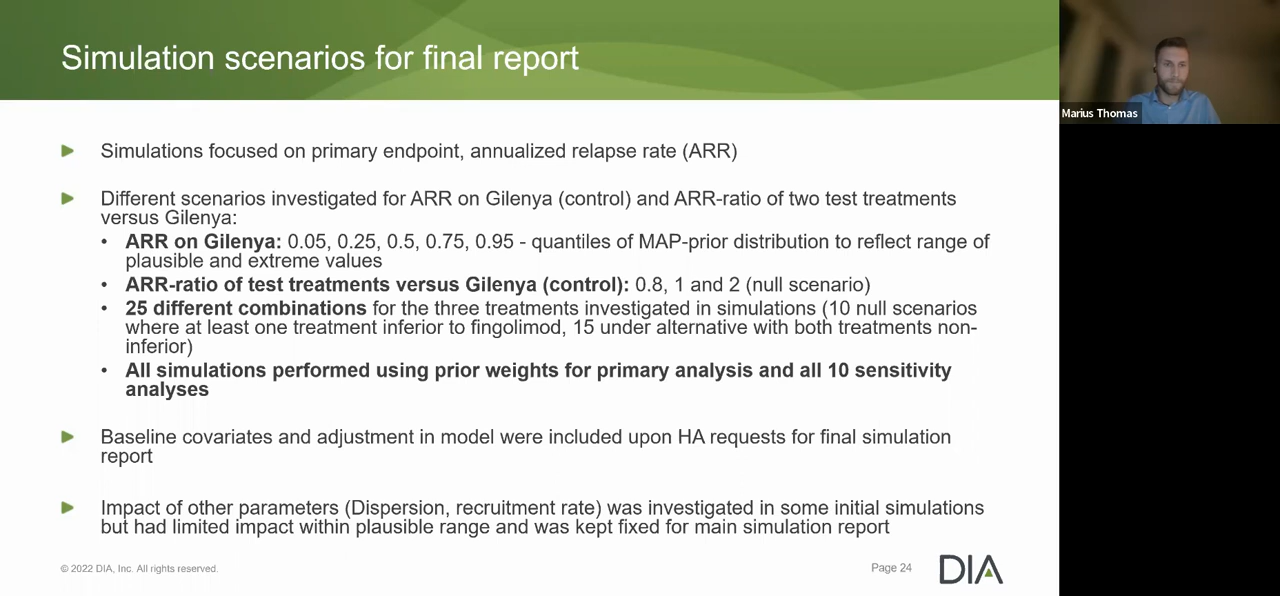 Simulation scenarios for final report
Marius Thomas
Simulations focused on primary endpoint, annualized relapse rate (ARR)
Different scenarios investigated for ARR on Gilenya (control) and ARR-ratio of two test treatments
versus Gilenya:
• ARR on Gilenya: 0.05, 0.25, 0.5, 0.75, 0.95 - quantiles of MAP-prior distribution to reflect range of
plausible and extreme values
• ARR-ratio of test treatments versus Gilenya (control): 0.8, 1 and 2 (null scenario)
• 25 different combinations for the three treatments investigated in simulations (10 null scenarios
where at least one treatment inferior to fingolimod, 15 under alternative with both treatments non-
inferior)
• All simulations performed using prior weights for primary analysis and all 10 sensitivity
analyses
Baseline covariates and adjustment in model were included upon HA requests for final simulation
report
Impact of other parameters (Dispersion, recruitment rate) was investigated in some initial simulations
but had limited impact within plausible range and was kept fixed for main simulation report
© 2022 DIA, Inc. All rights reserved.
Page 24
DIA